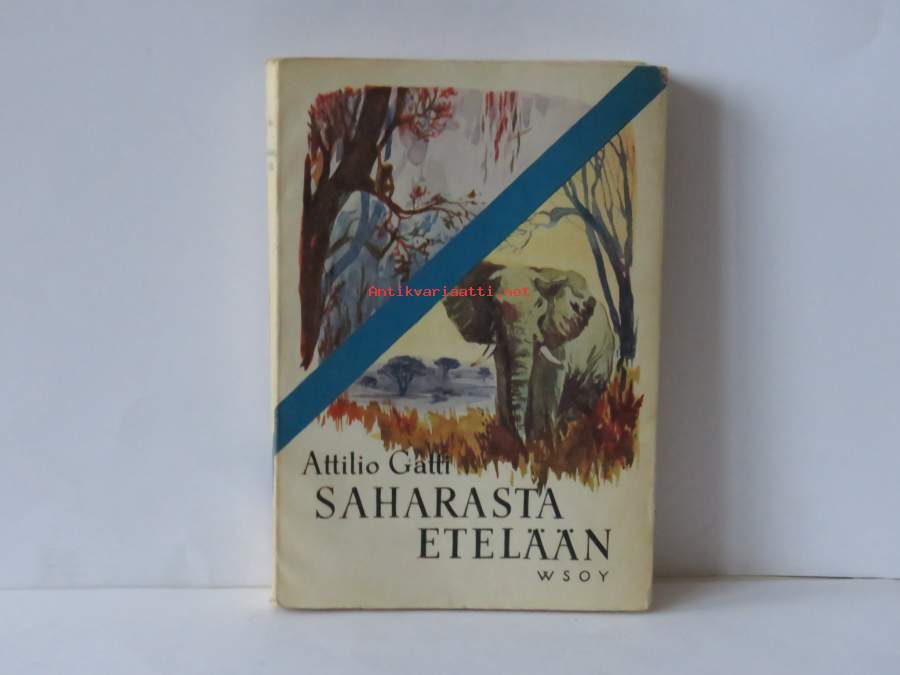 Antikvariaatti.net
Attilio Gatti
SAHARASTA
ETELÄÄN
WSOY